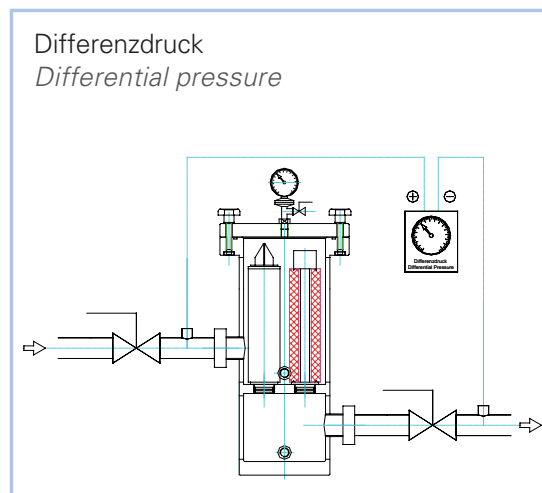 Differenzdruck
Differential pressure
⊕ ⊖
Differenzdruck
Differential Pressure